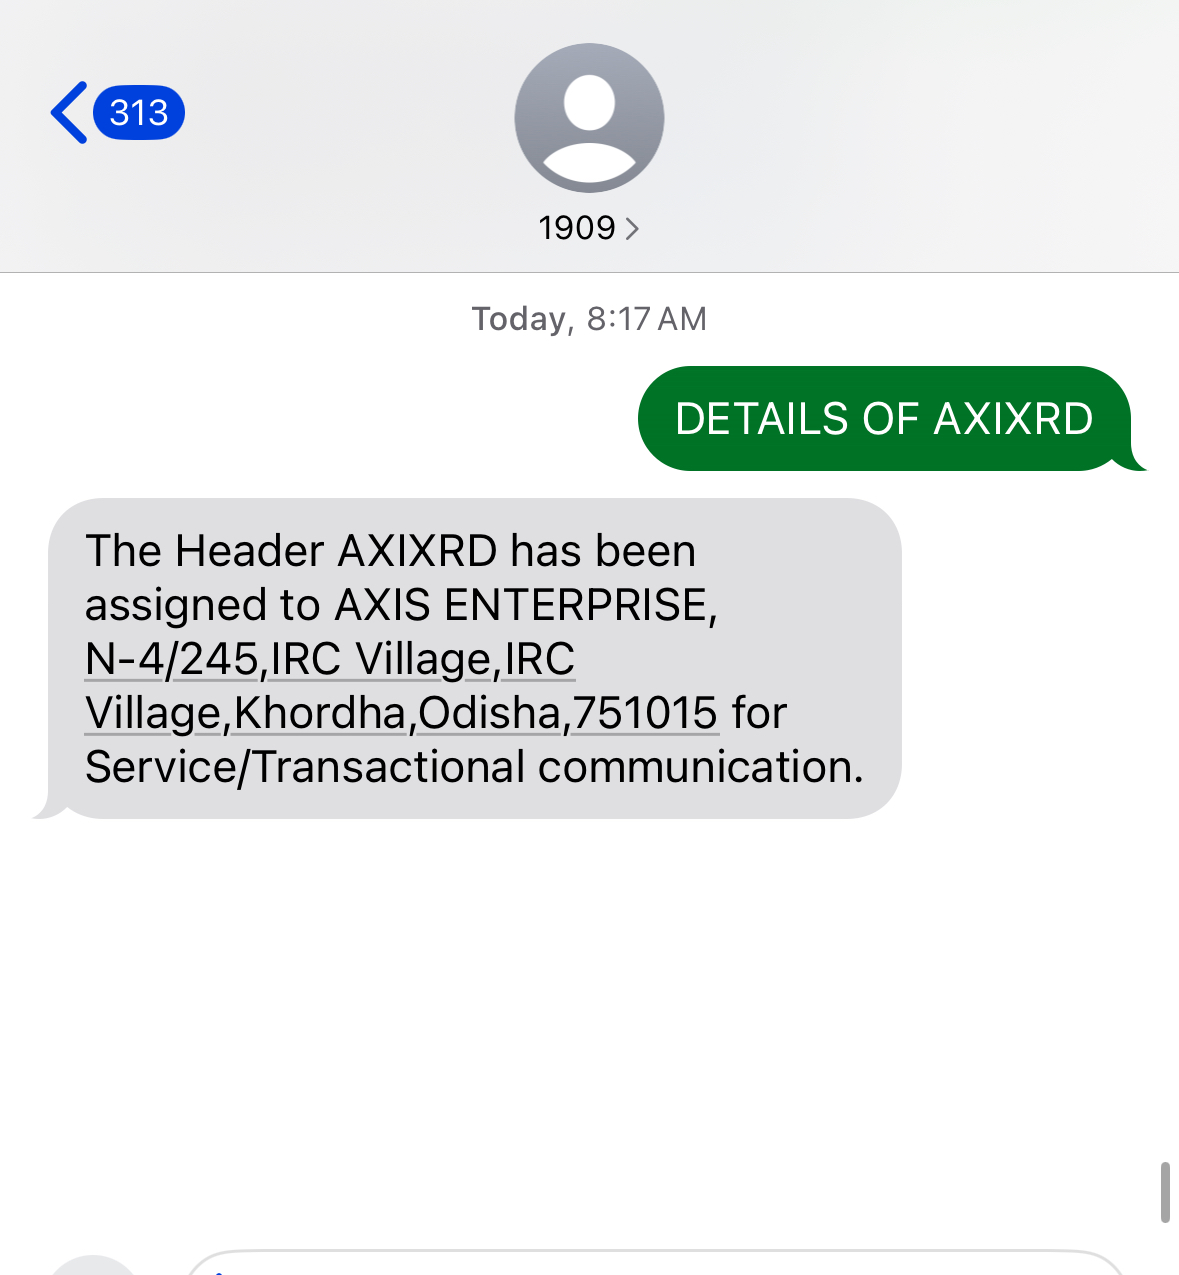 313
1909
Today, 8:17 AM
DETAILS OF AXIXRD
The Header AXIXRD has been
assigned to AXIS ENTERPRISE,
N-4/245,IRC Village,IRC
Village,Khordha,Odisha,751015 for
Service/Transactional communication.